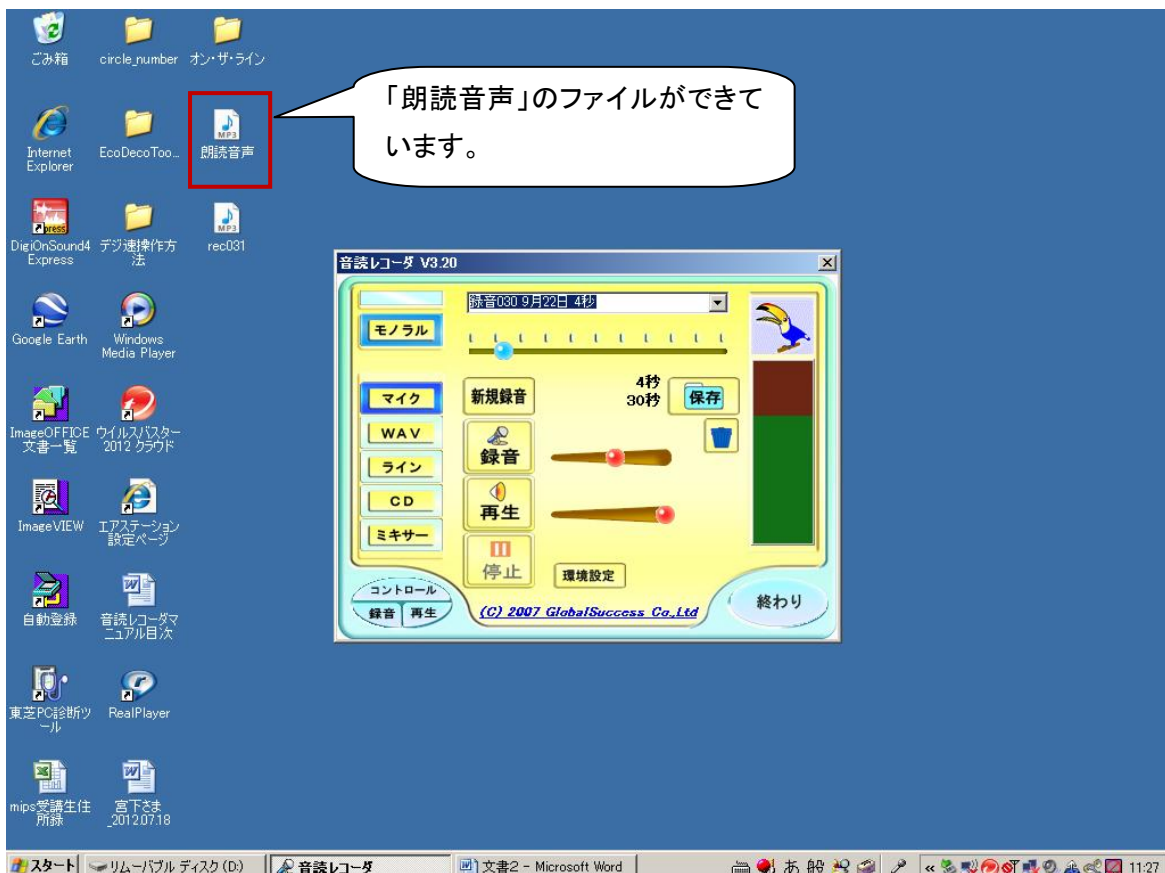 ごみ箱
circle_number
オン・ザ・ライン
「朗読音声」のファイルができて
います。
Internet
Explorer
EcoDecoToo...
MP3
朗読音声
press
DigiOnSound4
Express
デジ速操作方
法
MP3
rec031
Google Earth
Windows
Media Player
ImageOFFICE
文書一覧
ウイルスバスター
2012 クラウド
ImageVIEW
エアステーション
設定ページ
自動登録
音読レコーダマ
ニュアル目次
東芝PC診断ツ
ール
RealPlayer
mips受講生住
所録
宮下さま
_2012.07.18
音読レコーダ V3.20
録音030 9月22日 4秒
モノラル
マイク
WAV
ライン
CD
ミキサー
新規録音
4秒
30秒
保存
録音
再生
停止
環境設定
コントロール
録音 再生
(C) 2007 GlobalSuccess Co.,Ltd
終わり
スタート
リムーバブル ディスク (D:)
音読レコーダ
文書2 - Microsoft Word
あ 般
11:27